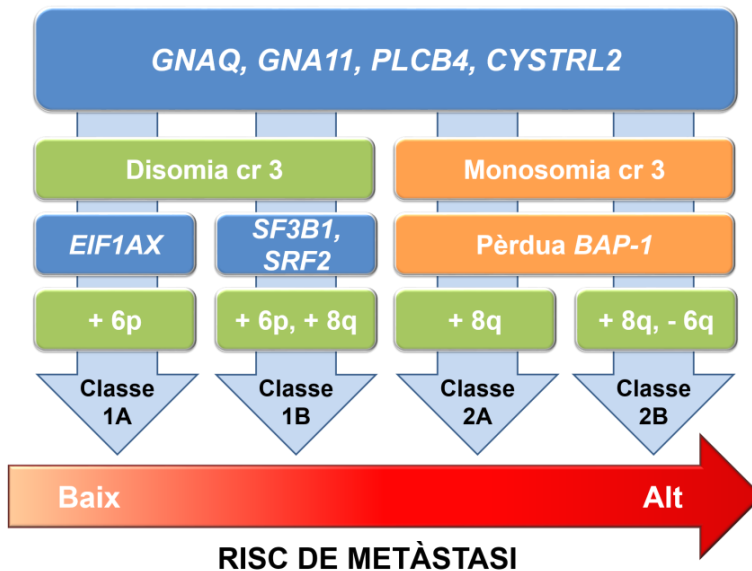 GNAQ, GNA11, PLCB4, CYSTRL2
Disomia cr 3
Monosomia cr 3
EIF1AX
SF3B1,
SRF2
Pèrdua BAP-1
+ 6p
+ 6p, + 8q
+ 8q
+ 8q, - 6q
Classe
1A
Classe
1B
Classe
2A
Classe
2B
Baix
Alt
RISC DE METÀSTASI